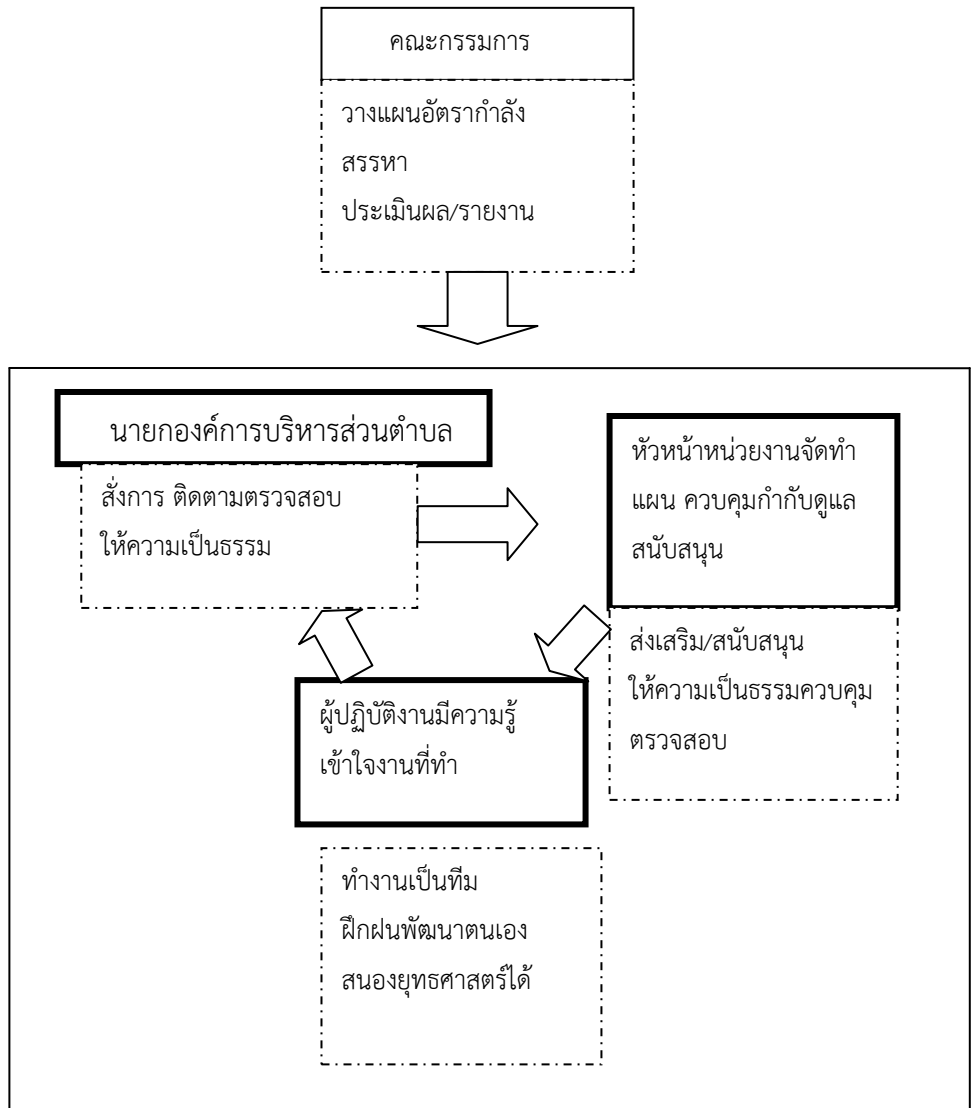 คณะกรรมการ
วางแผนอัตรากำลัง
สรรหา
ประเมินผล/รายงาน
นายกองค์การบริหารส่วนตำบล
สั่งการ ติดตามตรวจสอบ
ให้ความเป็นธรรม
หัวหน้าหน่วยงานจัดทำ
แผน ควบคุมกำกับดูแล
สนับสนุน
ส่งเสริม/สนับสนุน
ให้ความเป็นธรรมควบคุม
ตรวจสอบ
ผู้ปฏิบัติงานมีความรู้
เข้าใจงานที่ทำ
ทำงานเป็นทีม
ฝึกฝนพัฒนาตนเอง
สนองยุทธศาสตร์ได้